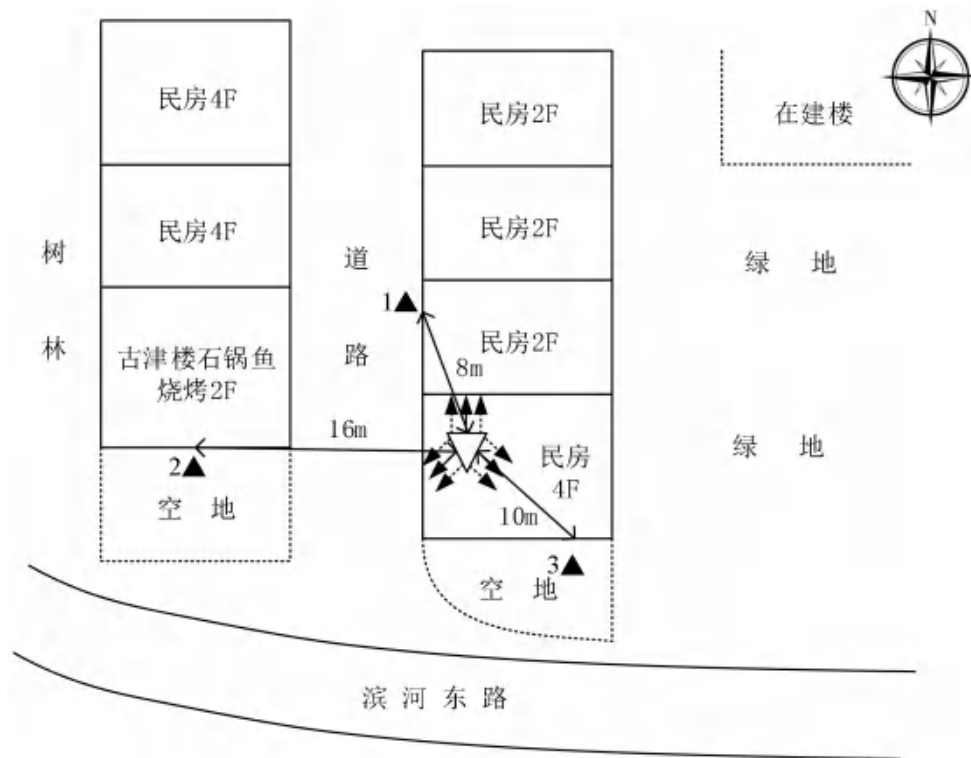 N
民房4F
民房2F
在建楼
民房4F
民房2F
树林
道路
绿 地
1
古津楼石锅鱼
烧烤2F
民房2F
8m
16m
民房
4F
绿 地
2
空 地
10m
3
空 地
滨 河 东 路